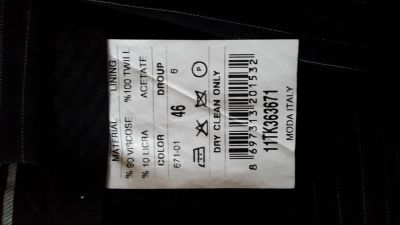 MATERIAL LINING
% 90 VISCOSE %100 TWILL
% 10 LICRA ACETATE
COLOR DROUP
671-01 46 6
P
DRY CLEAN ONLY
8 697313 201532
11TK363671
MODA ITALY